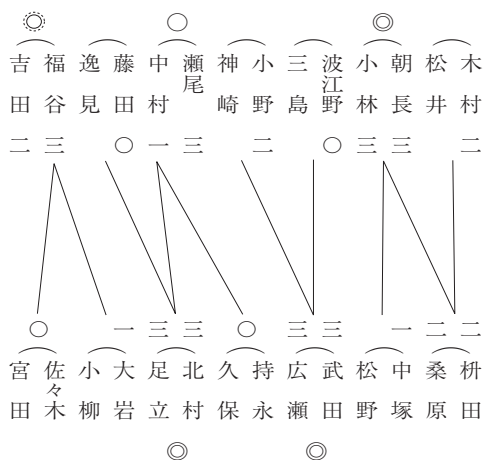 ◎
○
◎
木村 二
松井
朝長 三
小林 三
波江野 ○
三島
小野 二
神崎
瀬尾 三
中村 一
藤田 ○
逸見
福谷 三
吉田 二
二 枡田
二 桑原
一 中塚
松野
三 武田
三 広瀬
持永
○
久保
三 北村
三 足立
一 大岩
小柳
佐々木
○
宮田
◎
◎